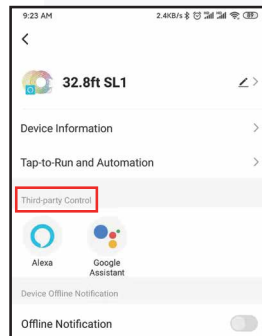 9:23 AM 2.4KB/s
32.8ft SL1
Device Information
Tap-to-Run and Automation
Third-party Control
Alexa
Google
Assistant
Device Offline Notification
Offline Notification